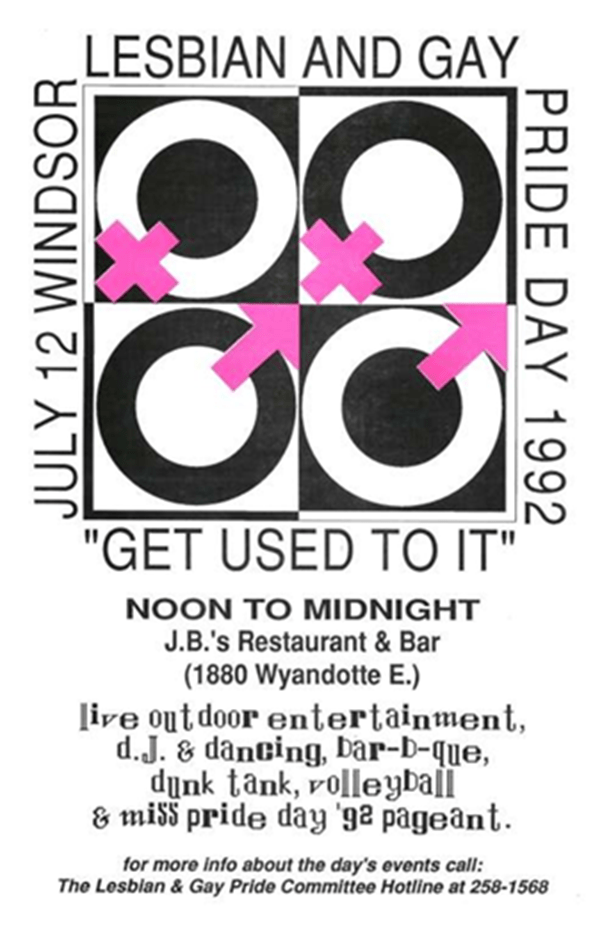 LESBIAN AND GAY
PRIDE DAY 1992
JULY 12 WINDSOR
"GET USED TO IT"
NOON TO MIDNIGHT
J.B.'s Restaurant & Bar
(1880 Wyandotte E.)
live outdoor entertainment,
d.J. & dancing, bar-b-que,
dunk tank, volleyball
& miss pride day '92 pageant.
for more info about the day's events call:
The Lesbian & Gay Pride Committee Hotline at 258-1568